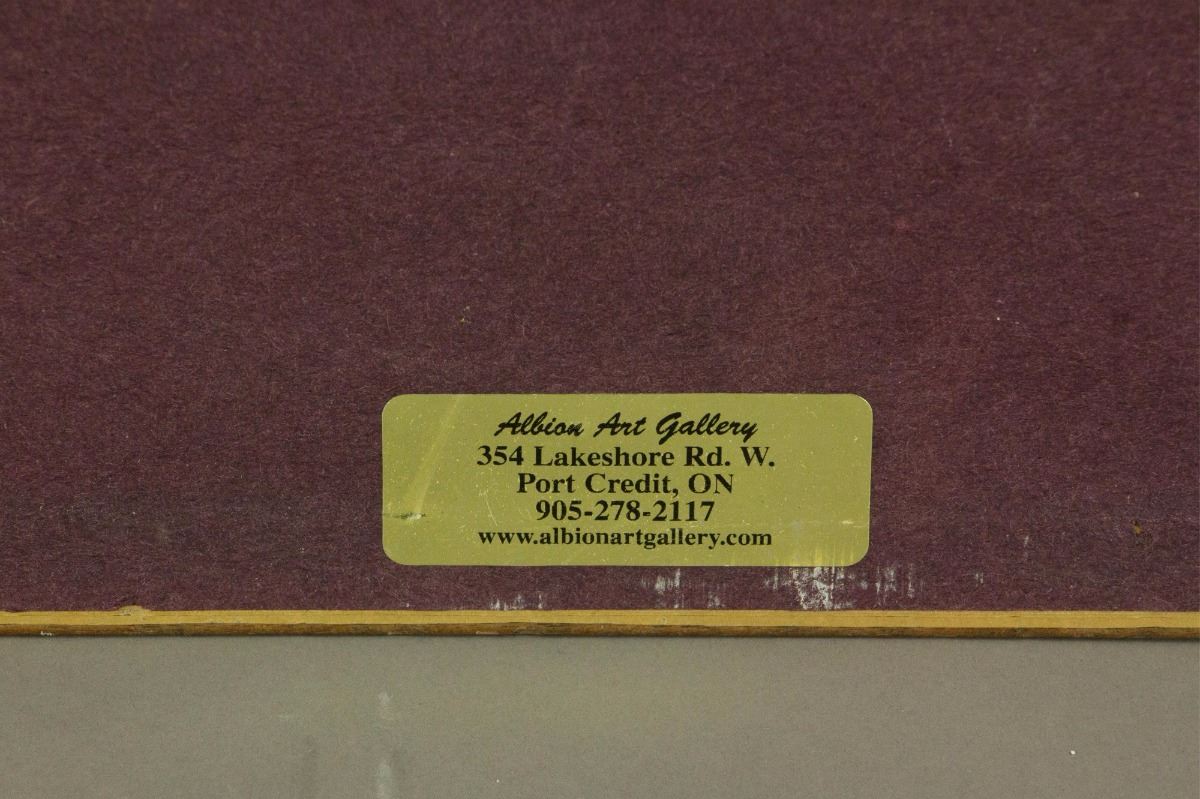 Albion Art Gallery
354 Lakeshore Rd. W.
Port Credit, ON
905-278-2117
www.albionartgallery.com